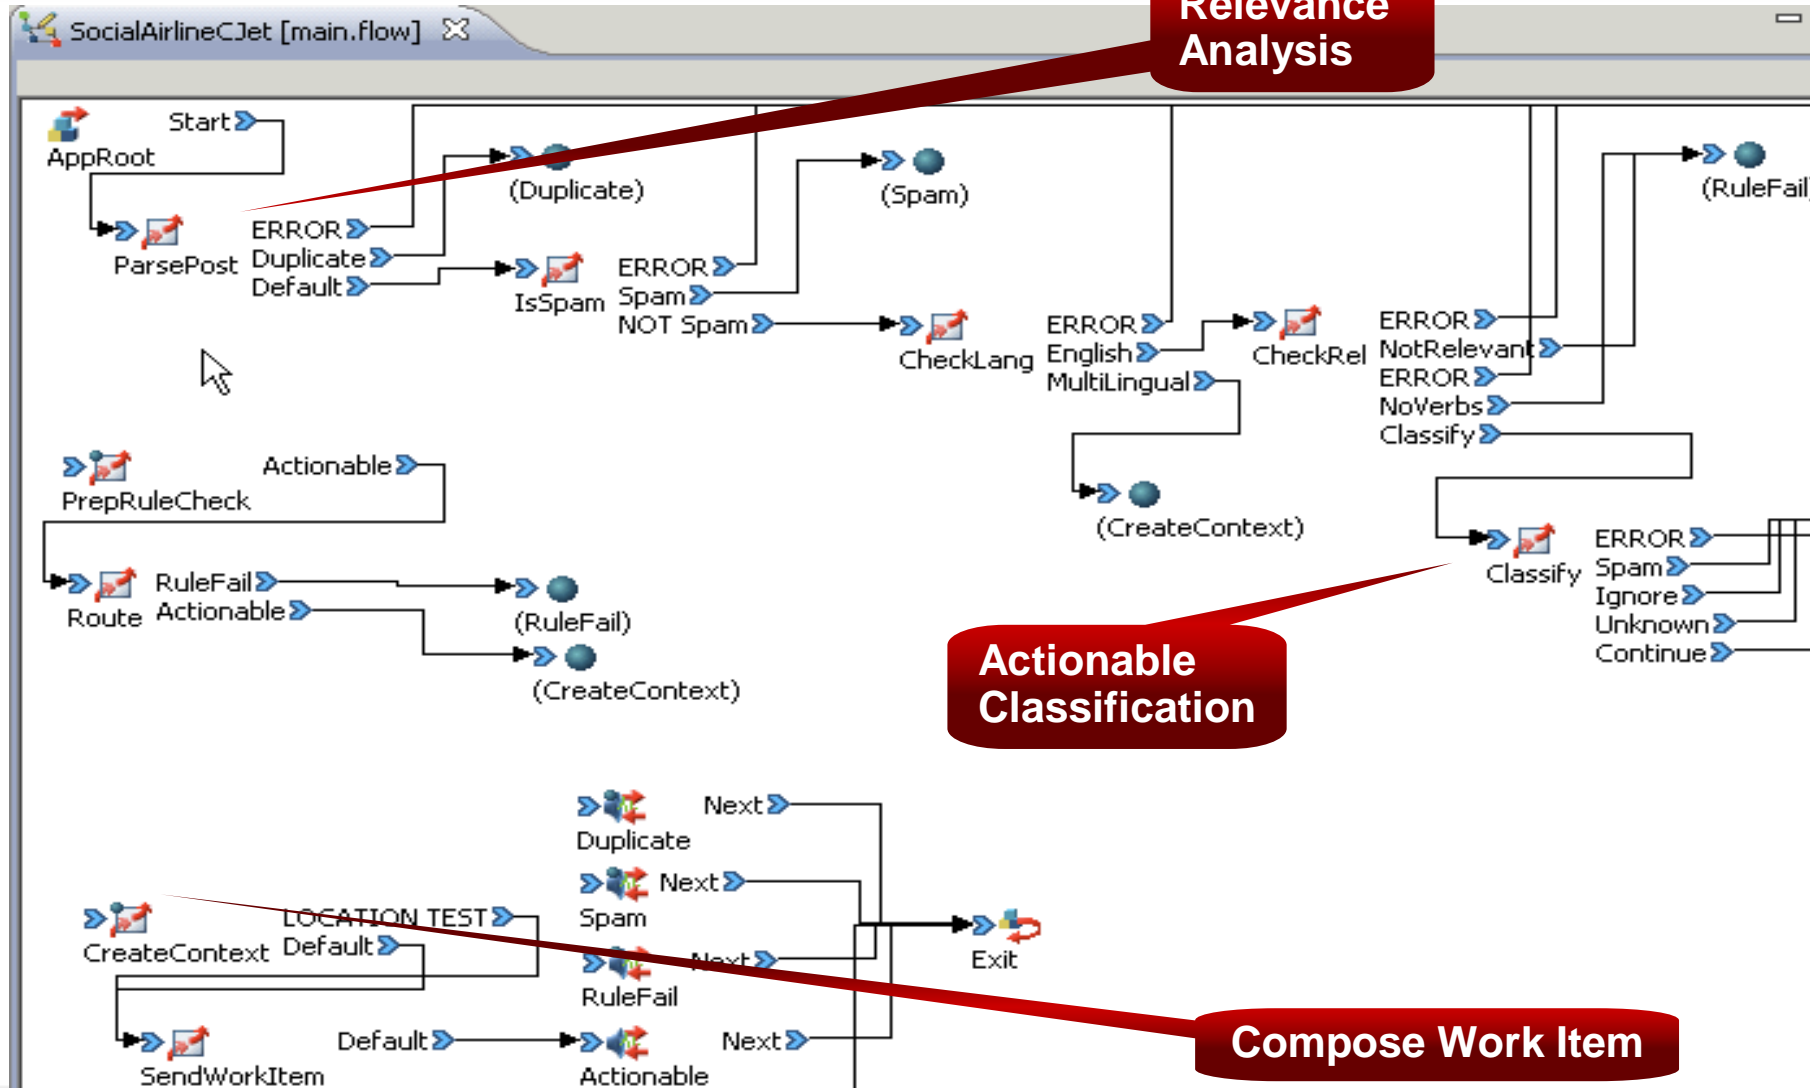 SocialAirlineCJet [main.flow]
Relevance
Analysis
Start
AppRoot
(Duplicate)
(Spam)
(RuleFail)
ERROR
ParsePost
Duplicate
Default
IsSpam
ERROR
Spam
NOT Spam
CheckLang
ERROR
English
MultiLingual
CheckRel
ERROR
NotRelevant
ERROR
NoVerbs
Classify
Actionable
PrepRuleCheck
(CreateContext)
Classify
ERROR
Spam
Ignore
Unknown
Continue
Route
RuleFail
Actionable
(RuleFail)
(CreateContext)
Actionable
Classification
Next
Duplicate
Next
Spam
LOCATION TEST
CreateContext
Default
Next
RuleFail
Exit
Default
SendWorkItem
Next
Actionable
Compose Work Item